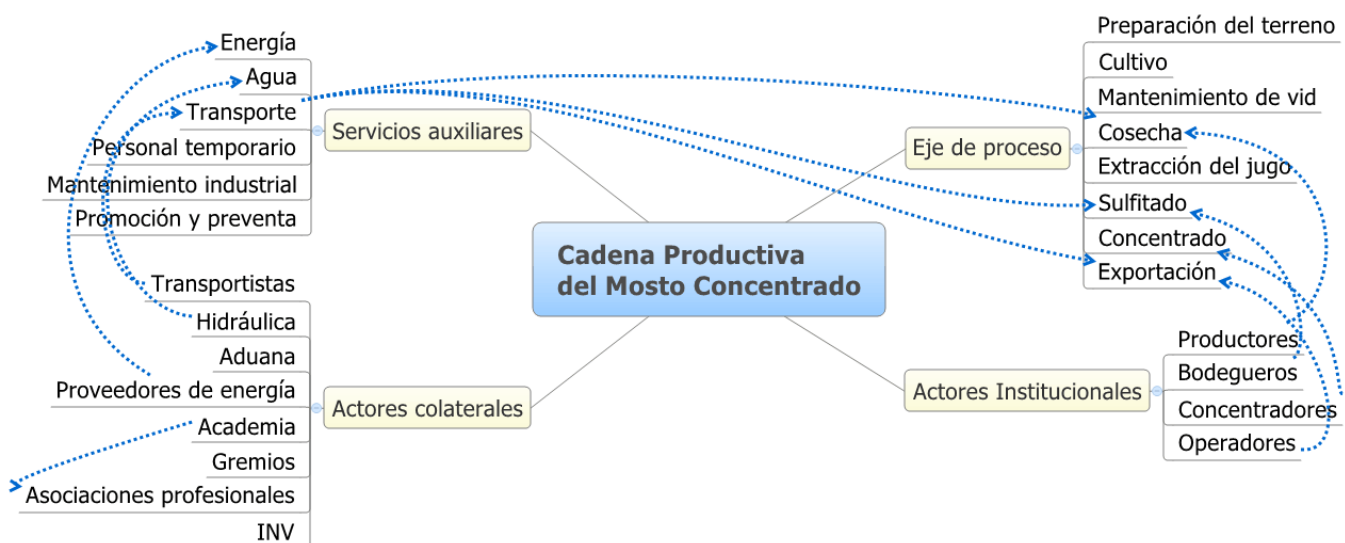 Energía
Agua
Transporte
Personal temporario
Mantenimiento industrial
Promoción y preventa
Servicios auxiliares
Transportistas
Hidráulica
Aduana
Proveedores de energía
Academia
Gremios
Asociaciones profesionales
INV
Actores colaterales
Cadena Productiva
del Mosto Concentrado
Eje de proceso
Preparación del terreno
Cultivo
Mantenimiento de vid
Cosecha
Extracción del jugo
Sulfitado
Concentrado
Exportación
Actores Institucionales
Productores
Bodegueros
Concentradores
Operadores